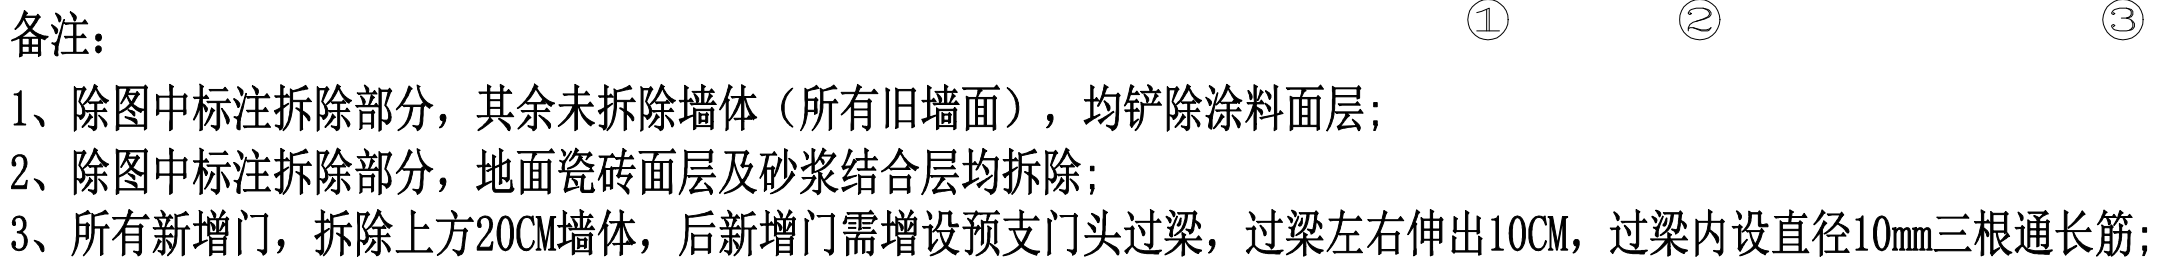 ① ② ③
备注：
1、除图中标注拆除部分，其余未拆除墙体（所有旧墙面），均铲除涂料面层;
2、除图中标注拆除部分，地面瓷砖面层及砂浆结合层均拆除;
3、所有新增门，拆除上方20CM墙体，后新增门需增设预支门头过梁，过梁左右伸出10CM，过梁内设直径10mm三根通长筋;